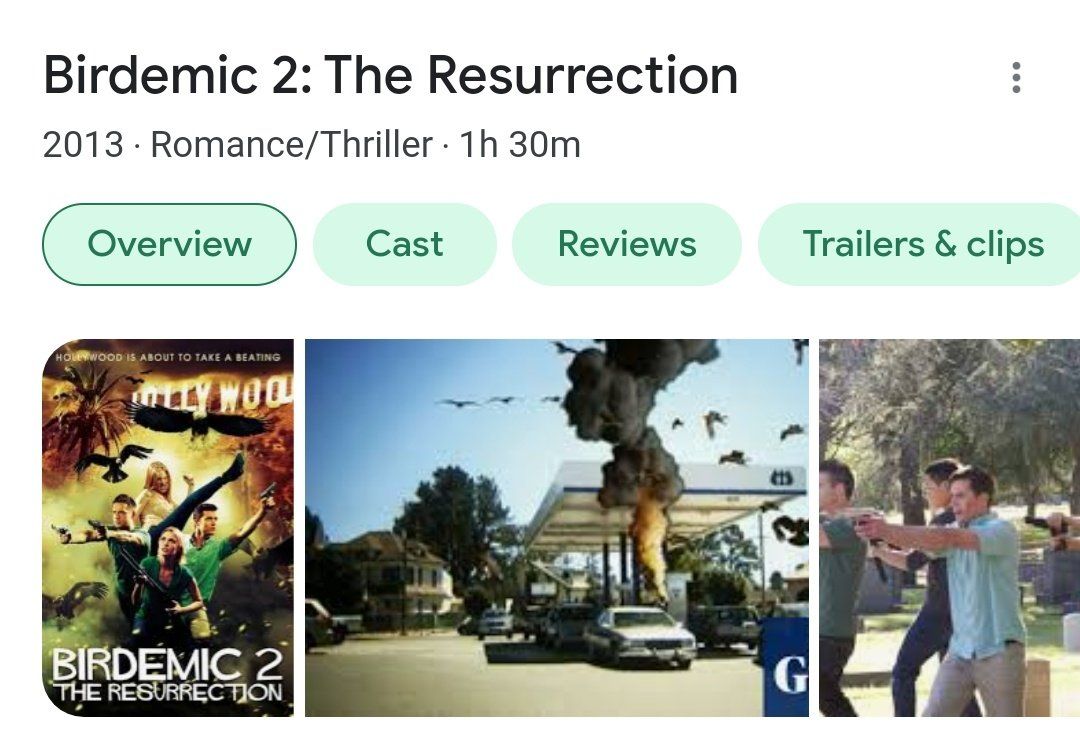 Birdemic 2: The Resurrection
2013 · Romance/Thriller · 1h 30m
Overview Cast Reviews Trailers & clips
HOLLYWOOD IS ABOUT TO TAKE A BEATING
HOLLYWOOD
BIRDEMIC 2
THE RESURRECTION
G